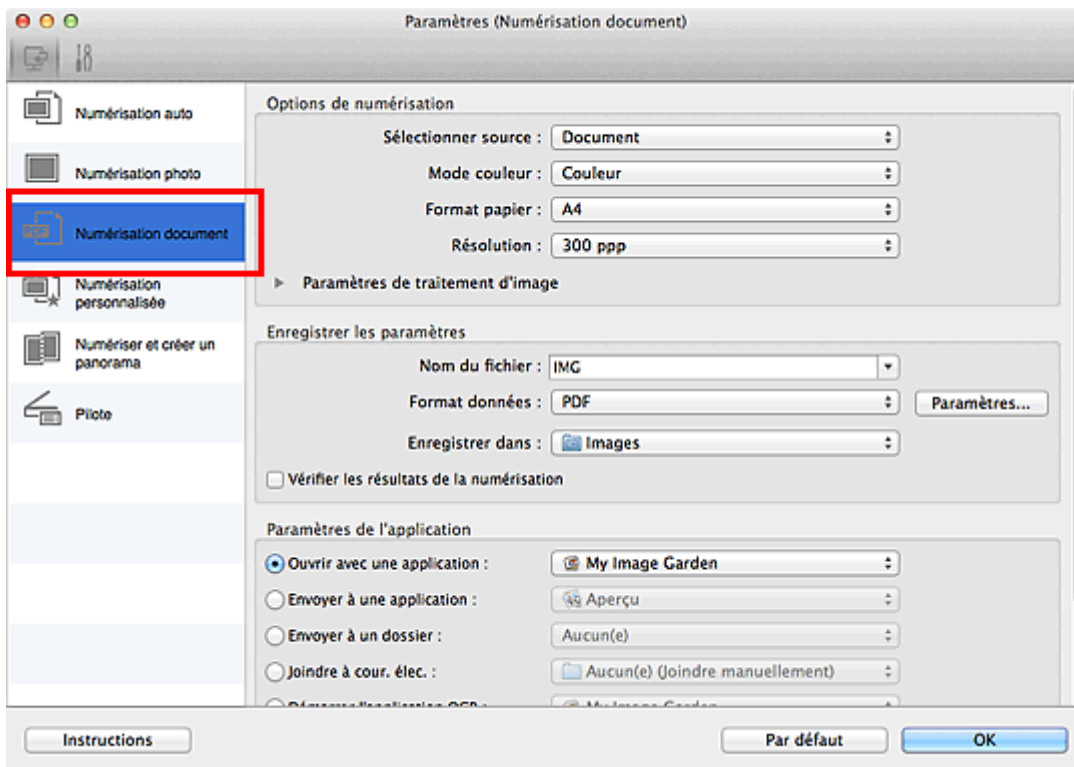 Paramètres (Numérisation document)
Numérisation auto
Numérisation photo
PDF
Numérisation document
Numérisation
personnalisée
Numériser et créer un
panorama
Pilote
Options de numérisation
Sélectionner source : Document
Mode couleur : Couleur
Format papier : A4
Résolution : 300 ppp
Paramètres de traitement d'image
Enregistrer les paramètres
Nom du fichier : IMG
Format données : PDF Paramètres...
Enregistrer dans : Images
Vérifier les résultats de la numérisation
Paramètres de l'application
Ouvrir avec une application : My Image Garden
Envoyer à une application : Aperçu
Envoyer à un dossier : Aucun(e)
Joindre à cour. élec. : Aucun(e) (Joindre manuellement)
Instructions Par défaut OK